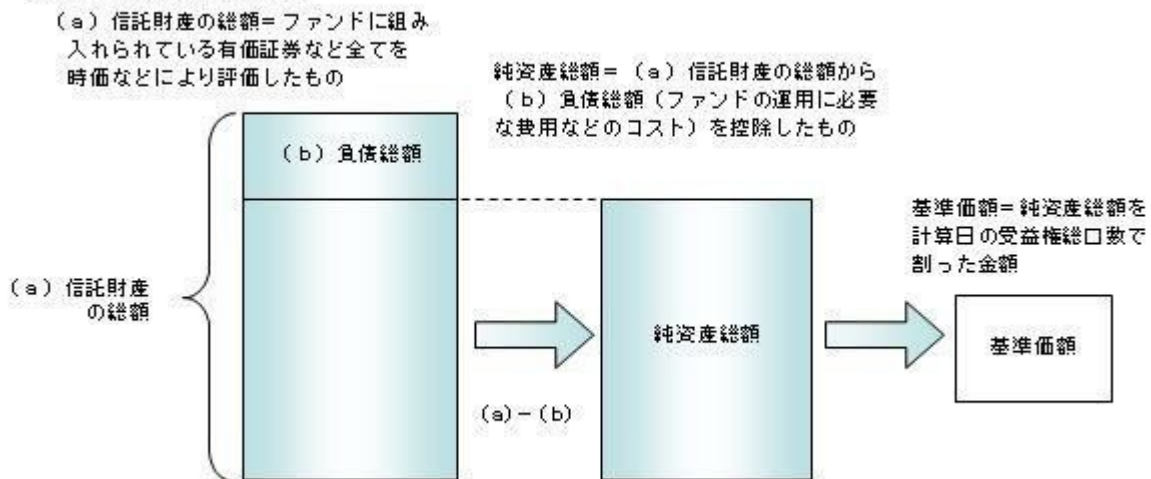 (a)信託財産の総額=ファンドに組み
入れられている有価証券など全てを
時価などにより評価したもの
純資産総額=(a)信託財産の総額から
(b)負債総額(ファンドの運用に必要
な費用などのコスト)を控除したもの
(b)負債総額
基準価額=純資産総額を
計算日の受益権総口数で
割った金額
(a)信託財産
の総額
純資産総額
基準価額
(a)-(b)